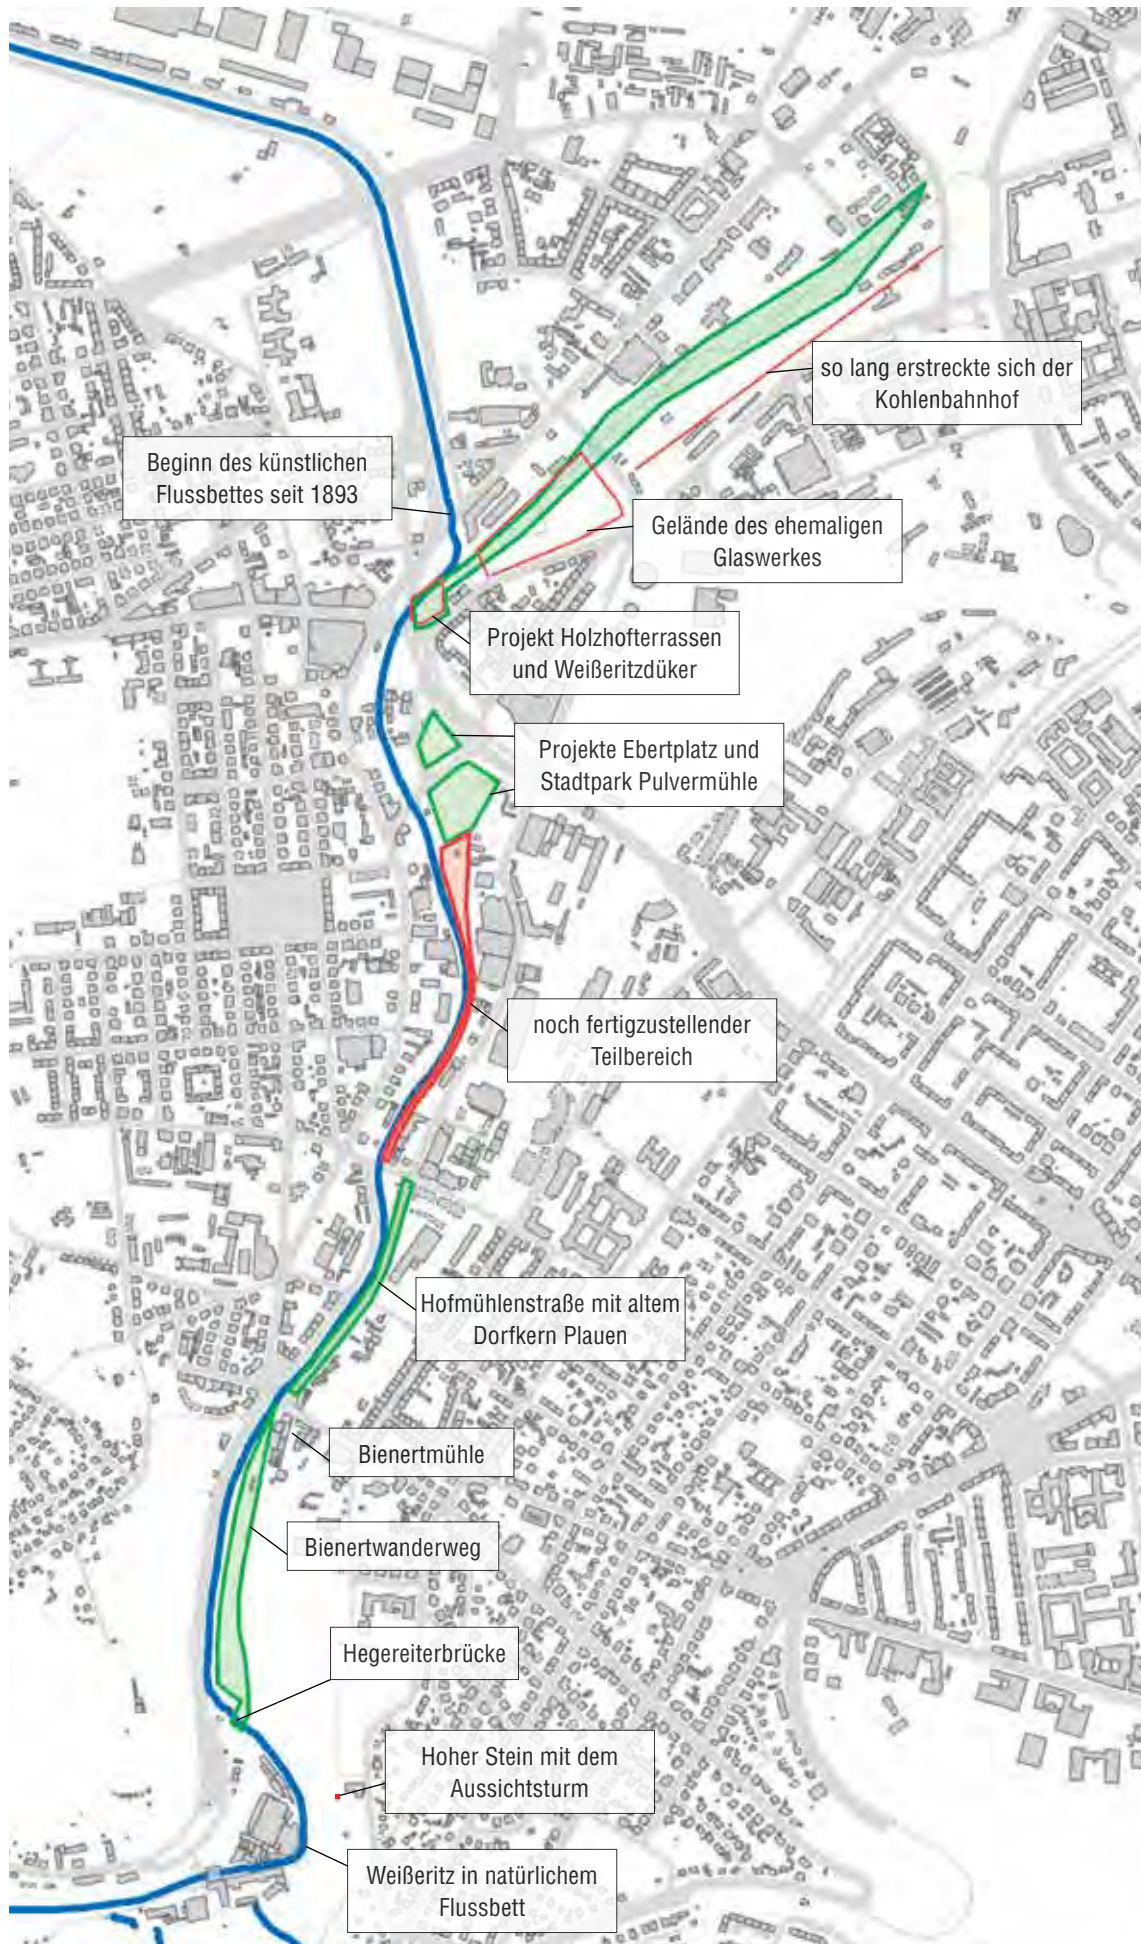 so lang erstreckte sich der
Kohlenbahnhof
Beginn des künstlichen
Flussbettes seit 1893
Gelände des ehemaligen
Glaswerkes
Projekt Holzhofterrassen
und Weißeritzdüker
Projekte Ebertplatz und
Stadtpark Pulvermühle
noch fertigzustellender
Teilbereich
Hofmühlenstraße mit altem
Dorfkern Plauen
Bienertmühle
Bienertwanderweg
Hegereiterbrücke
Hoher Stein mit dem
Aussichtsturm
Weißeritz in natürlichem
Flussbett